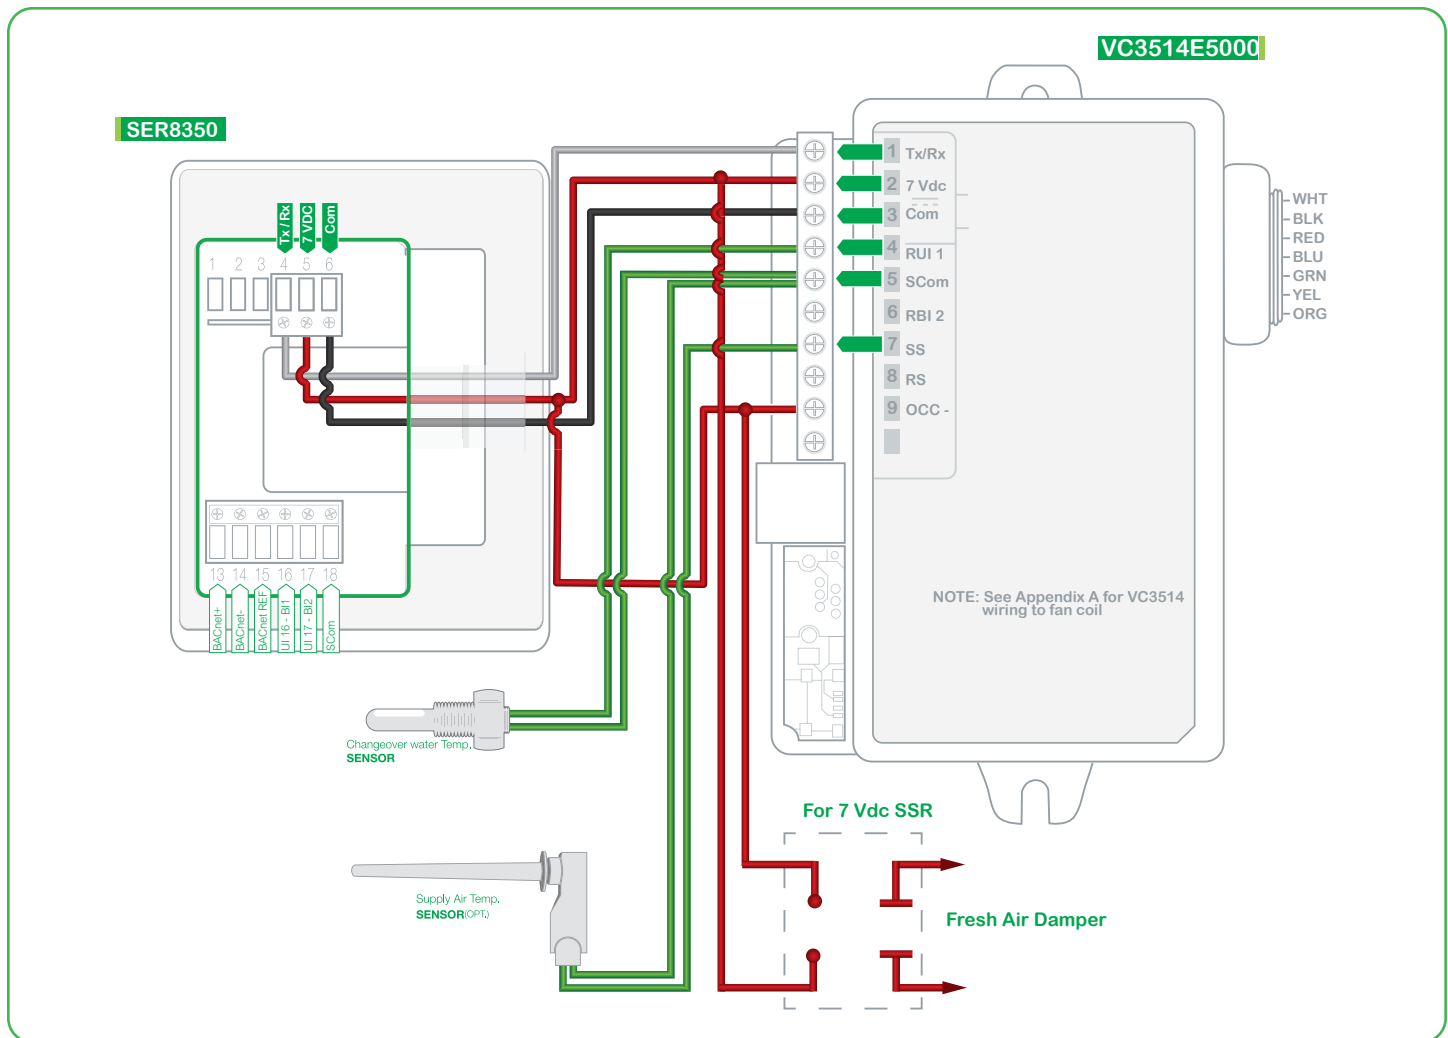 VC3514E5000
SER8350
Tx / Rx
7 VDC
Com
1 2 3 4 5 6
13 14 15 16 17 18
BACnet+
BACnet-
BACnet REF
UI 16 - BI1
UI 17 - BI2
SCom
1 Tx/Rx
2 7 Vdc
3 Com
4 RUI 1
5 SCom
6 RBI 2
7 SS
8 RS
9 OCC -
WHT
BLK
RED
BLU
GRN
YEL
ORG
NOTE: See Appendix A for VC3514
wiring to fan coil
Changeover water Temp.
SENSOR
For 7 Vdc SSR
Supply Air Temp.
SENSOR(OPT.)
Fresh Air Damper